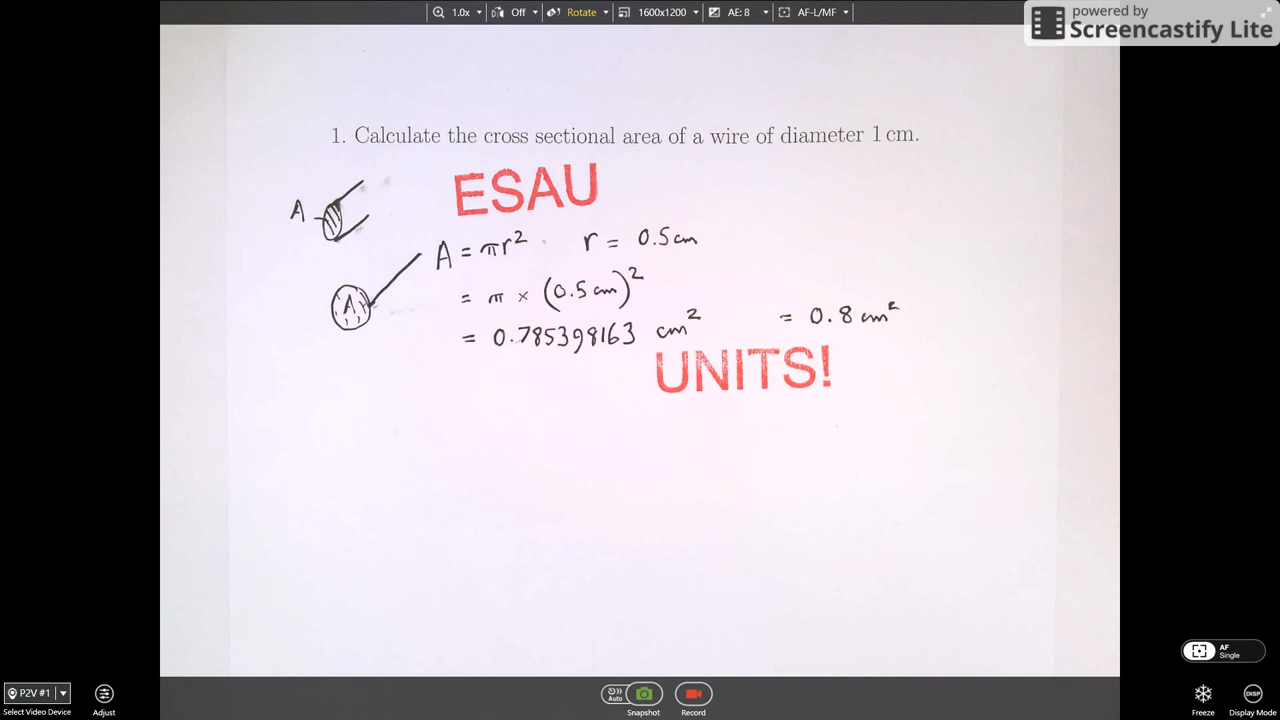 1.0x Off Rotate 1600x1200 AE: 8 AF-L/MF
powered by
Screencastify Lite
1. Calculate the cross sectional area of a wire of diameter 1 cm.
ESAU
A
A = πr² r = 0.5 cm
= π × (0.5 cm)²
A
= 0.785398163 cm² = 0.8 cm²
UNITS!
AF
Single
P2V #1
Select Video Device
Adjust
Auto
Snapshot
Record
Freeze
DISP
Display Mode